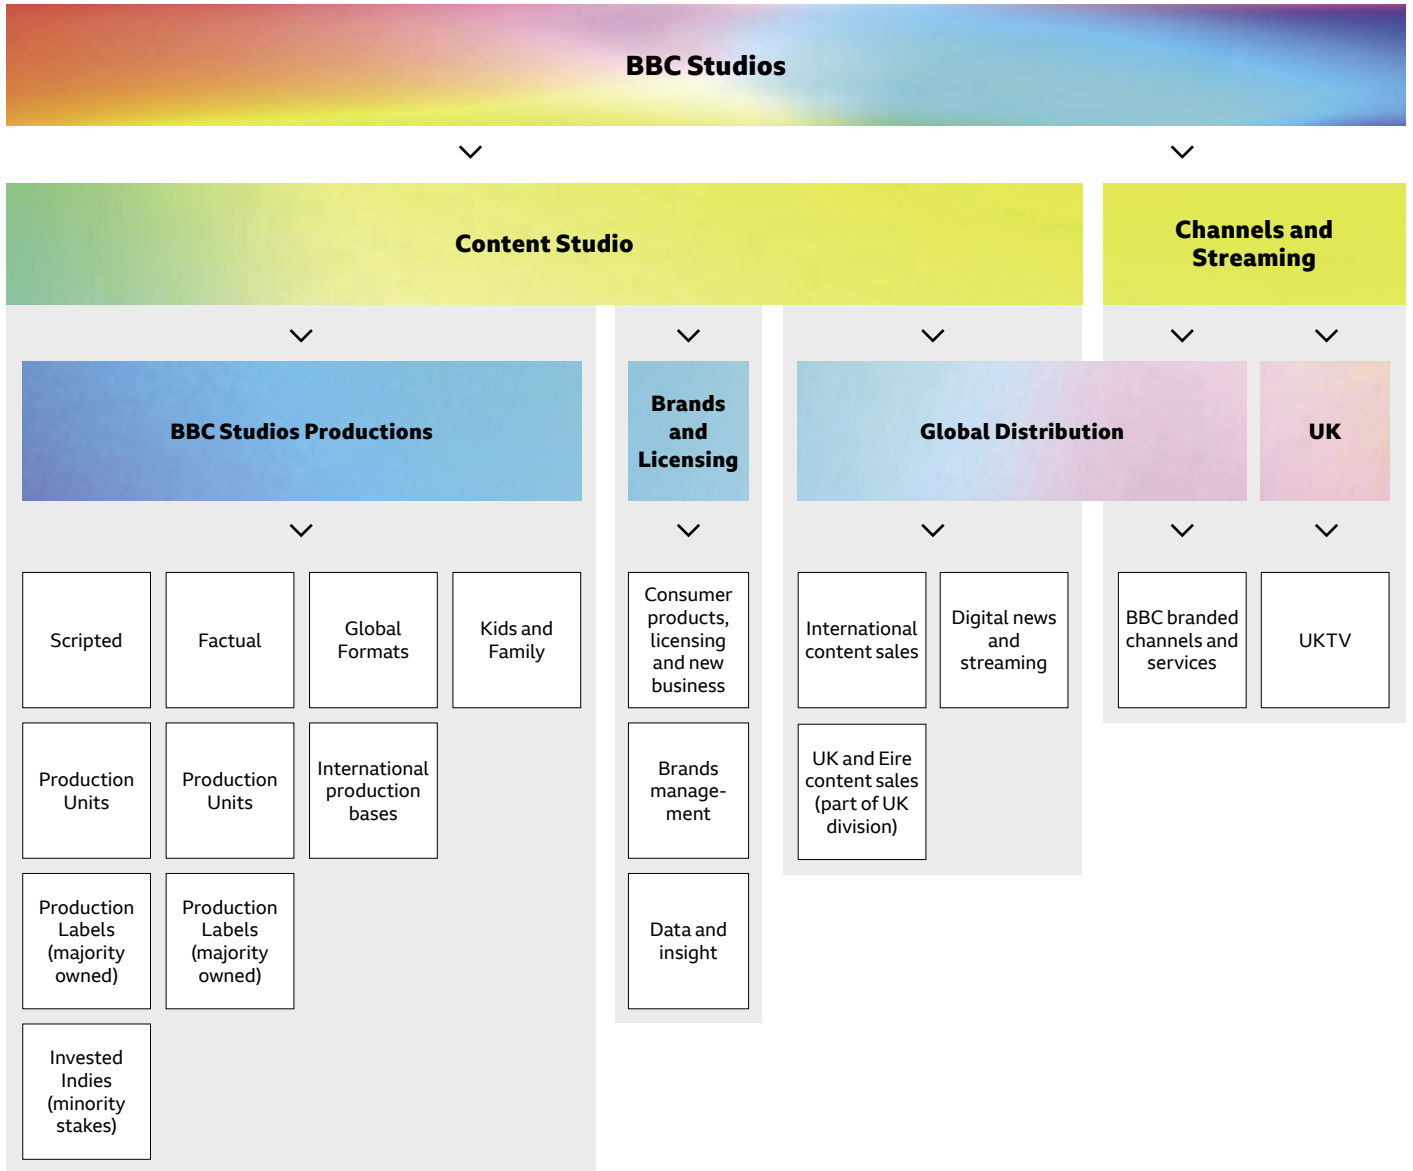 BBC Studios
Content Studio
Channels and
Streaming
BBC Studios Productions
Brands
and
Licensing
Global Distribution
UK
Scripted
Factual
Global
Formats
Kids and
Family
Production
Units
Production
Units
International
production
bases
Production
Labels
(majority
owned)
Production
Labels
(majority
owned)
Invested
Indies
(minority
stakes)
Consumer
products,
licensing
and new
business
Brands
manage-
ment
Data and
insight
International
content sales
Digital news
and
streaming
UK and Eire
content sales
(part of UK
division)
BBC branded
channels and
services
UKTV